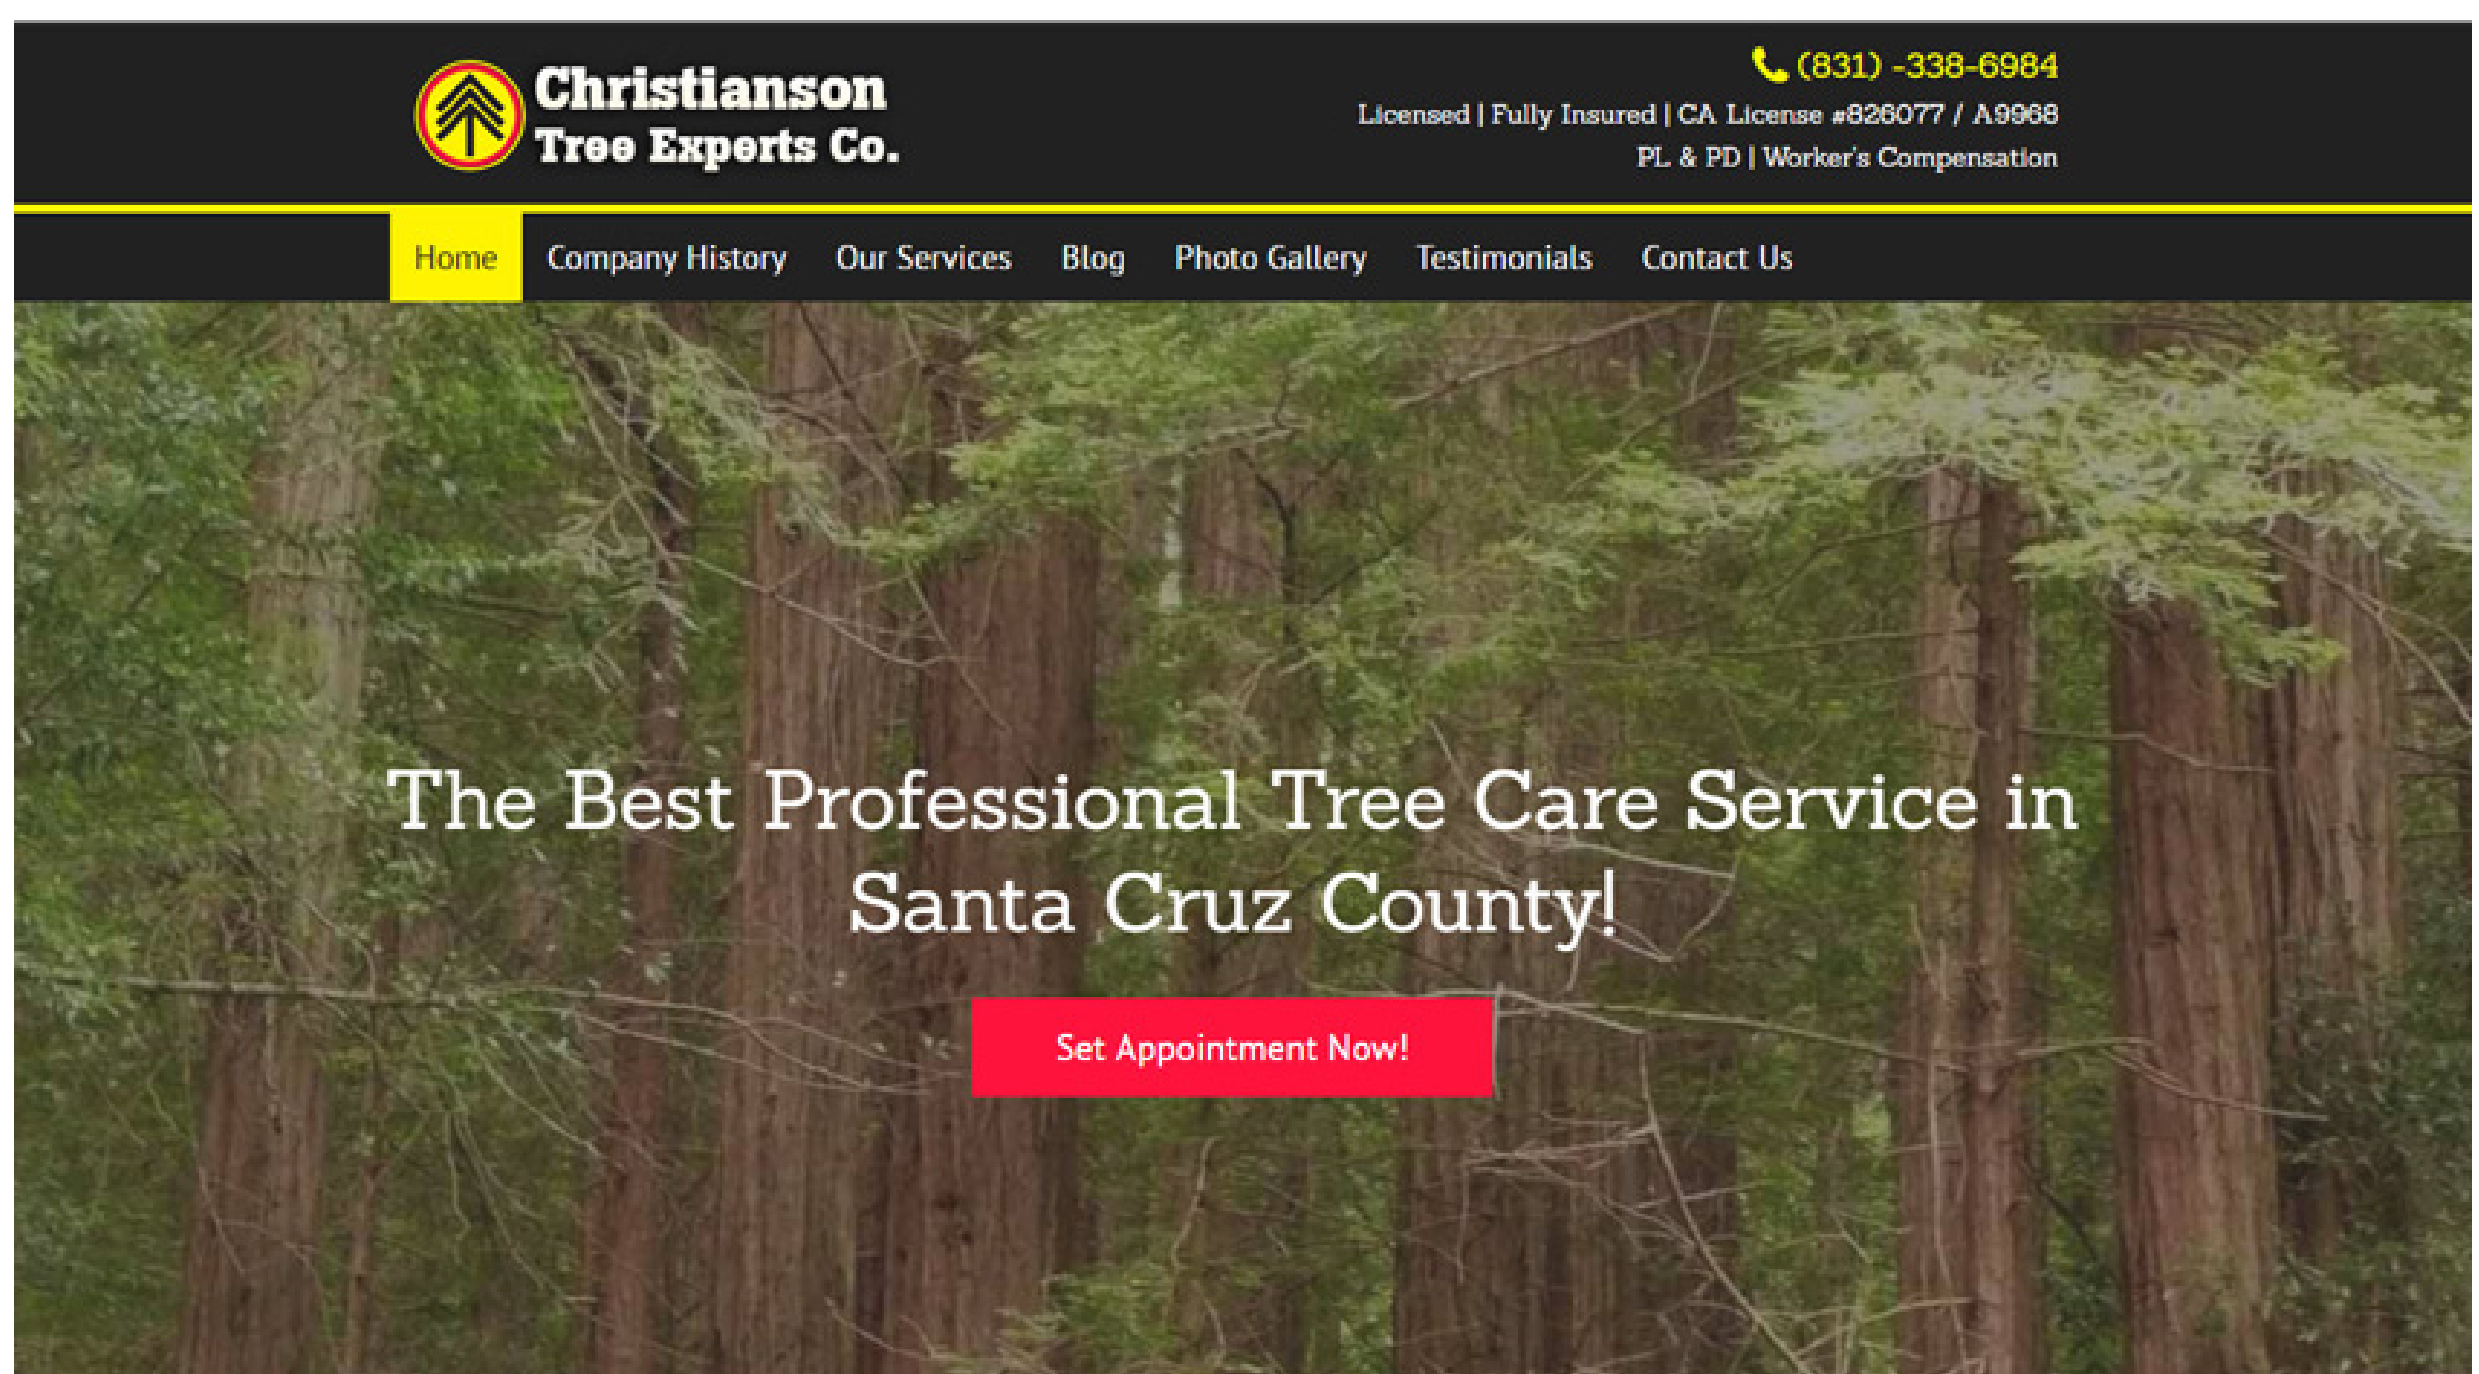 Christianson
Tree Experts Co.
(831) -338-6984
Licensed | Fully Insured | CA License #826077 / A9968
PL & PD | Worker's Compensation
Home Company History Our Services Blog Photo Gallery Testimonials Contact Us
The Best Professional Tree Care Service in
Santa Cruz County!
Set Appointment Now!